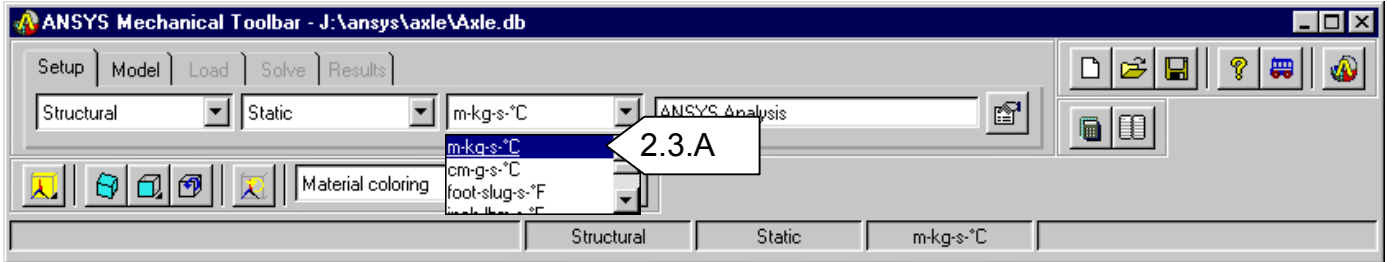 ANSYS Mechanical Toolbar - J:\ansys\axle\Axle.db
Setup Model Load Solve Results
Structural Static m-kg-s-°C ANSYS Analysis
m-kg-s-°C
2.3.A
cm-g-s-°C
Material coloring
foot-slug-s-°F
Structural Static m-kg-s-°C